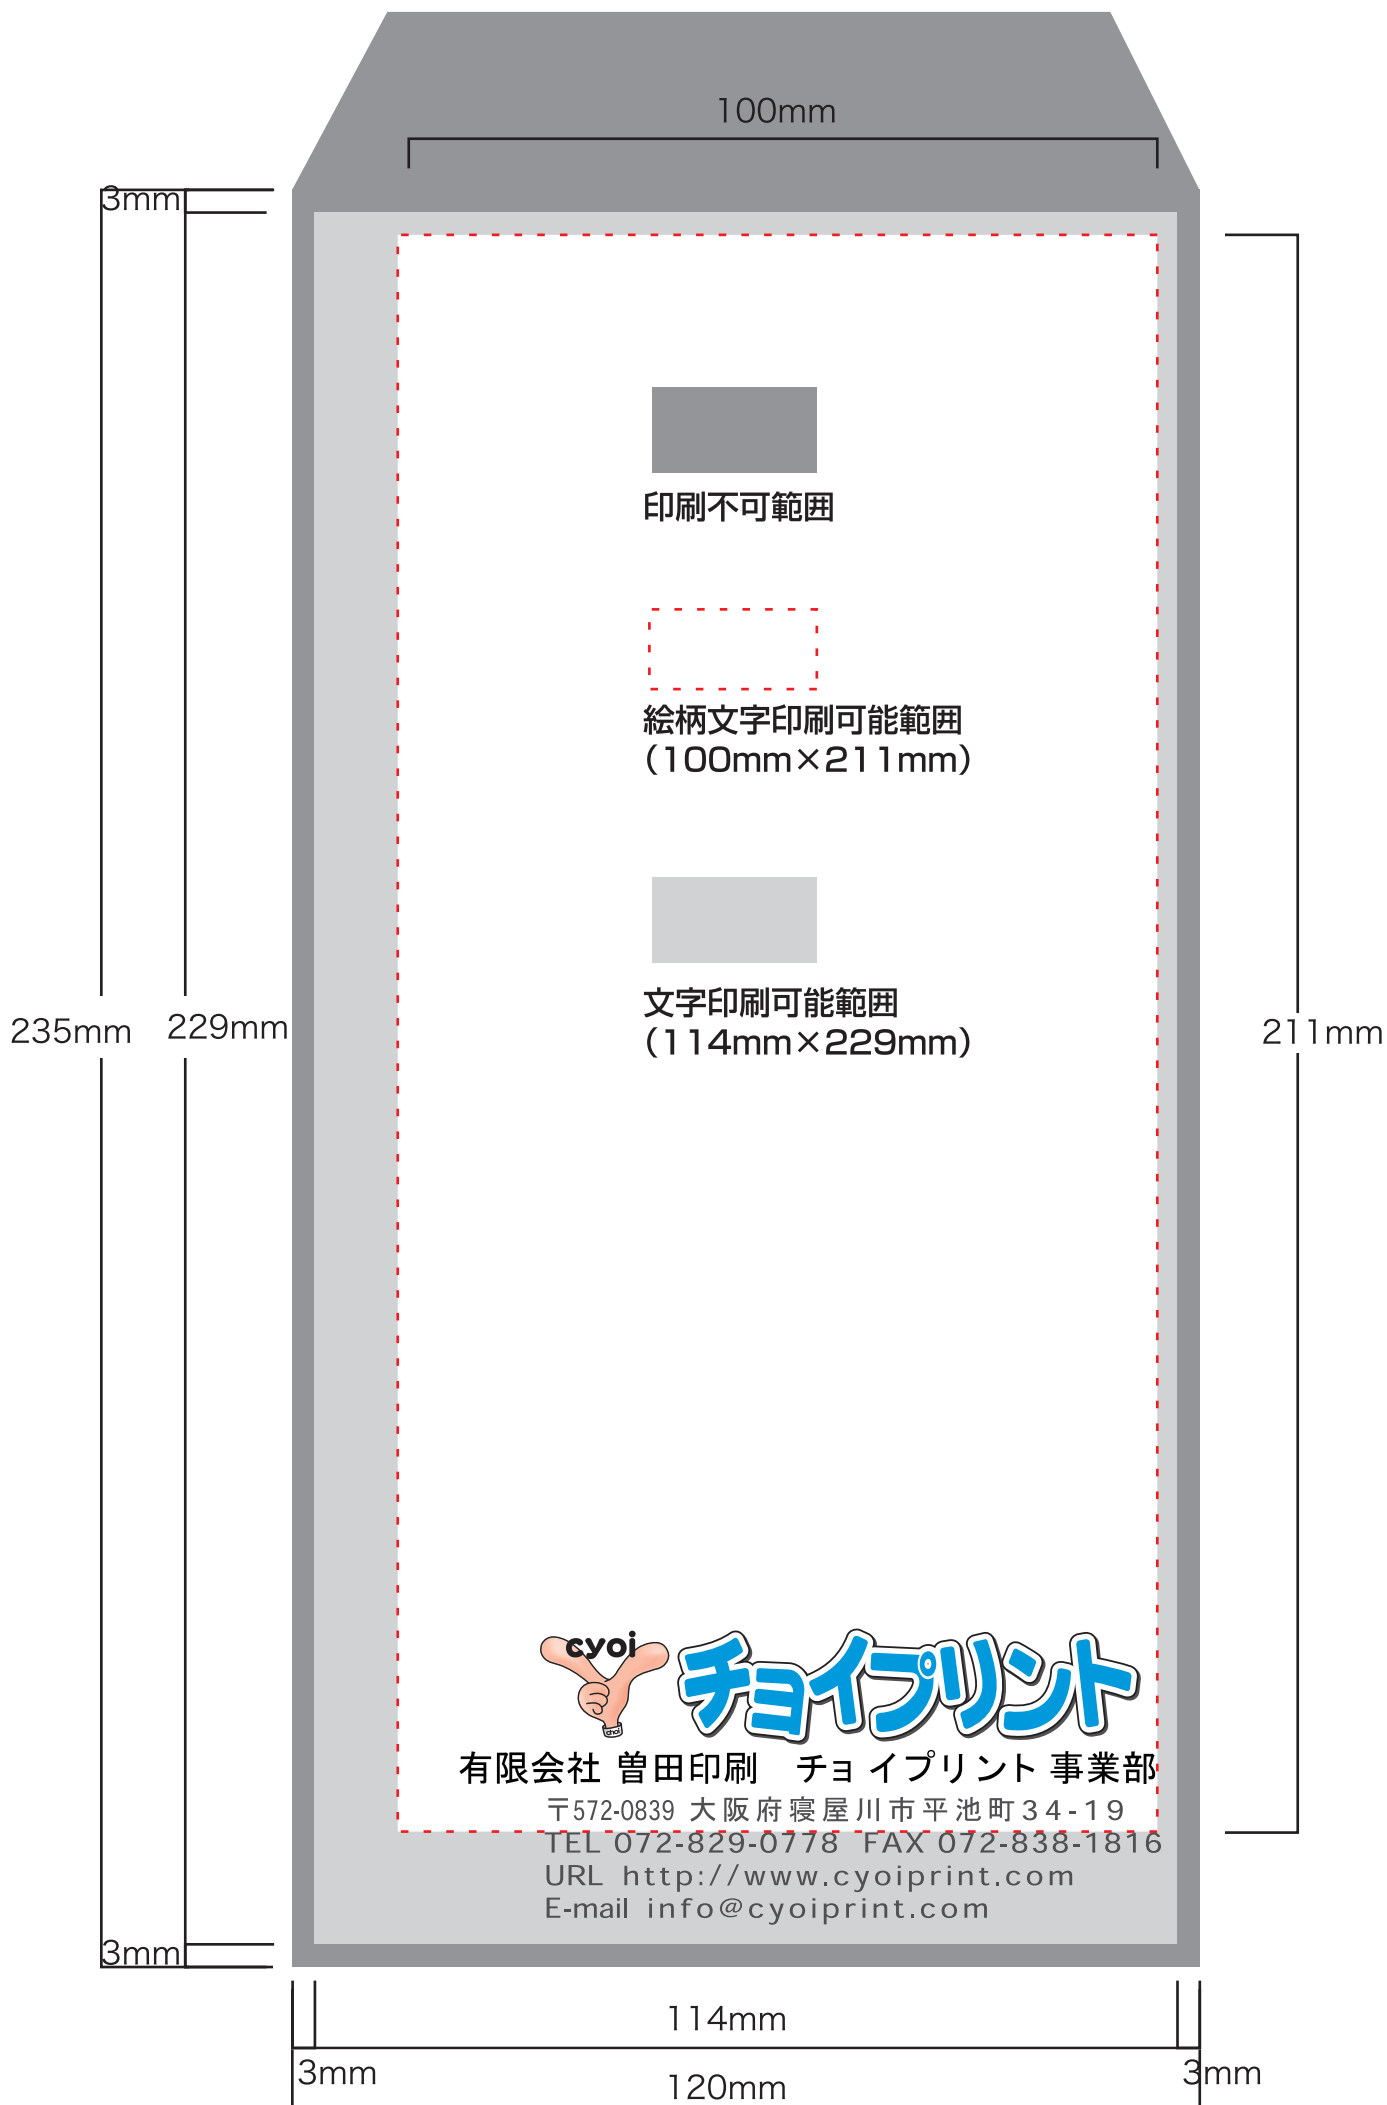 100mm
3mm
印刷不可範囲
絵柄文字印刷可能範囲
（100mm×211mm）
文字印刷可能範囲
（114mm×229mm）
235mm
229mm
211mm
cyoi
choi
チョイプリント
有限会社 曽田印刷　チョイプリント 事業部
〒572-0839 大阪府寝屋川市平池町34-19
TEL 072-829-0778 FAX 072-838-1816
URL http://www.cyoiprint.com
E-mail info@cyoiprint.com
3mm
114mm
3mm
3mm
120mm